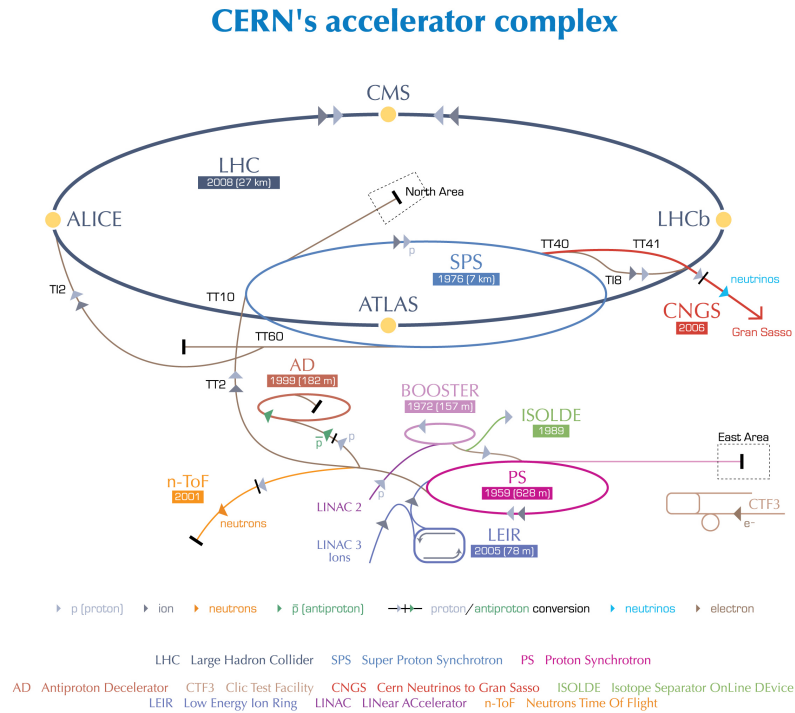 CERN's accelerator complex
CMS
LHC
2008 (27 km)
North Area
ALICE
LHCb
TT40
TT41
SPS
1976 (7 km)
p
TI8
neutrinos
TI2
TT10
ATLAS
CNGS
2006
Gran Sasso
TT60
AD
1999 (182 m)
TT2
BOOSTER
1972 (157 m)
ISOLDE
1989
p̅
p
East Area
n-ToF
2001
PS
1959 (628 m)
LINAC 2
p
neutrons
CTF3
e–
LINAC 3
Ions
LEIR
2005 (78 m)
p (proton) ion neutrons p̅ (antiproton) proton/antiproton conversion neutrinos electron
LHC Large Hadron Collider SPS Super Proton Synchrotron PS Proton Synchrotron
AD Antiproton Decelerator CTF3 Clic Test Facility CNGS Cern Neutrinos to Gran Sasso ISOLDE Isotope Separator OnLine DEvice
LEIR Low Energy Ion Ring LINAC LINear ACcelerator n-ToF Neutrons Time Of Flight